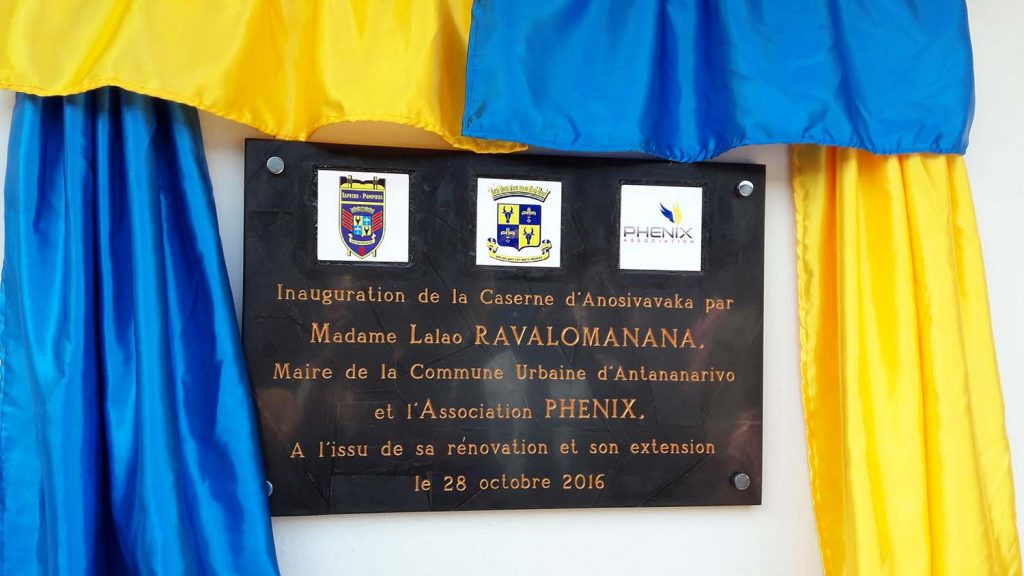 SAPEURS - POMPIERS
PHENIX
ASSOCIATION
Inauguration de la Caserne d'Anosivavaka par
Madame Lalao RAVALOMANANA,
Maire de la Commune Urbaine d'Antananarivo
et l'Association PHENIX,
A l'issu de sa rénovation et son extension
le 28 octobre 2016